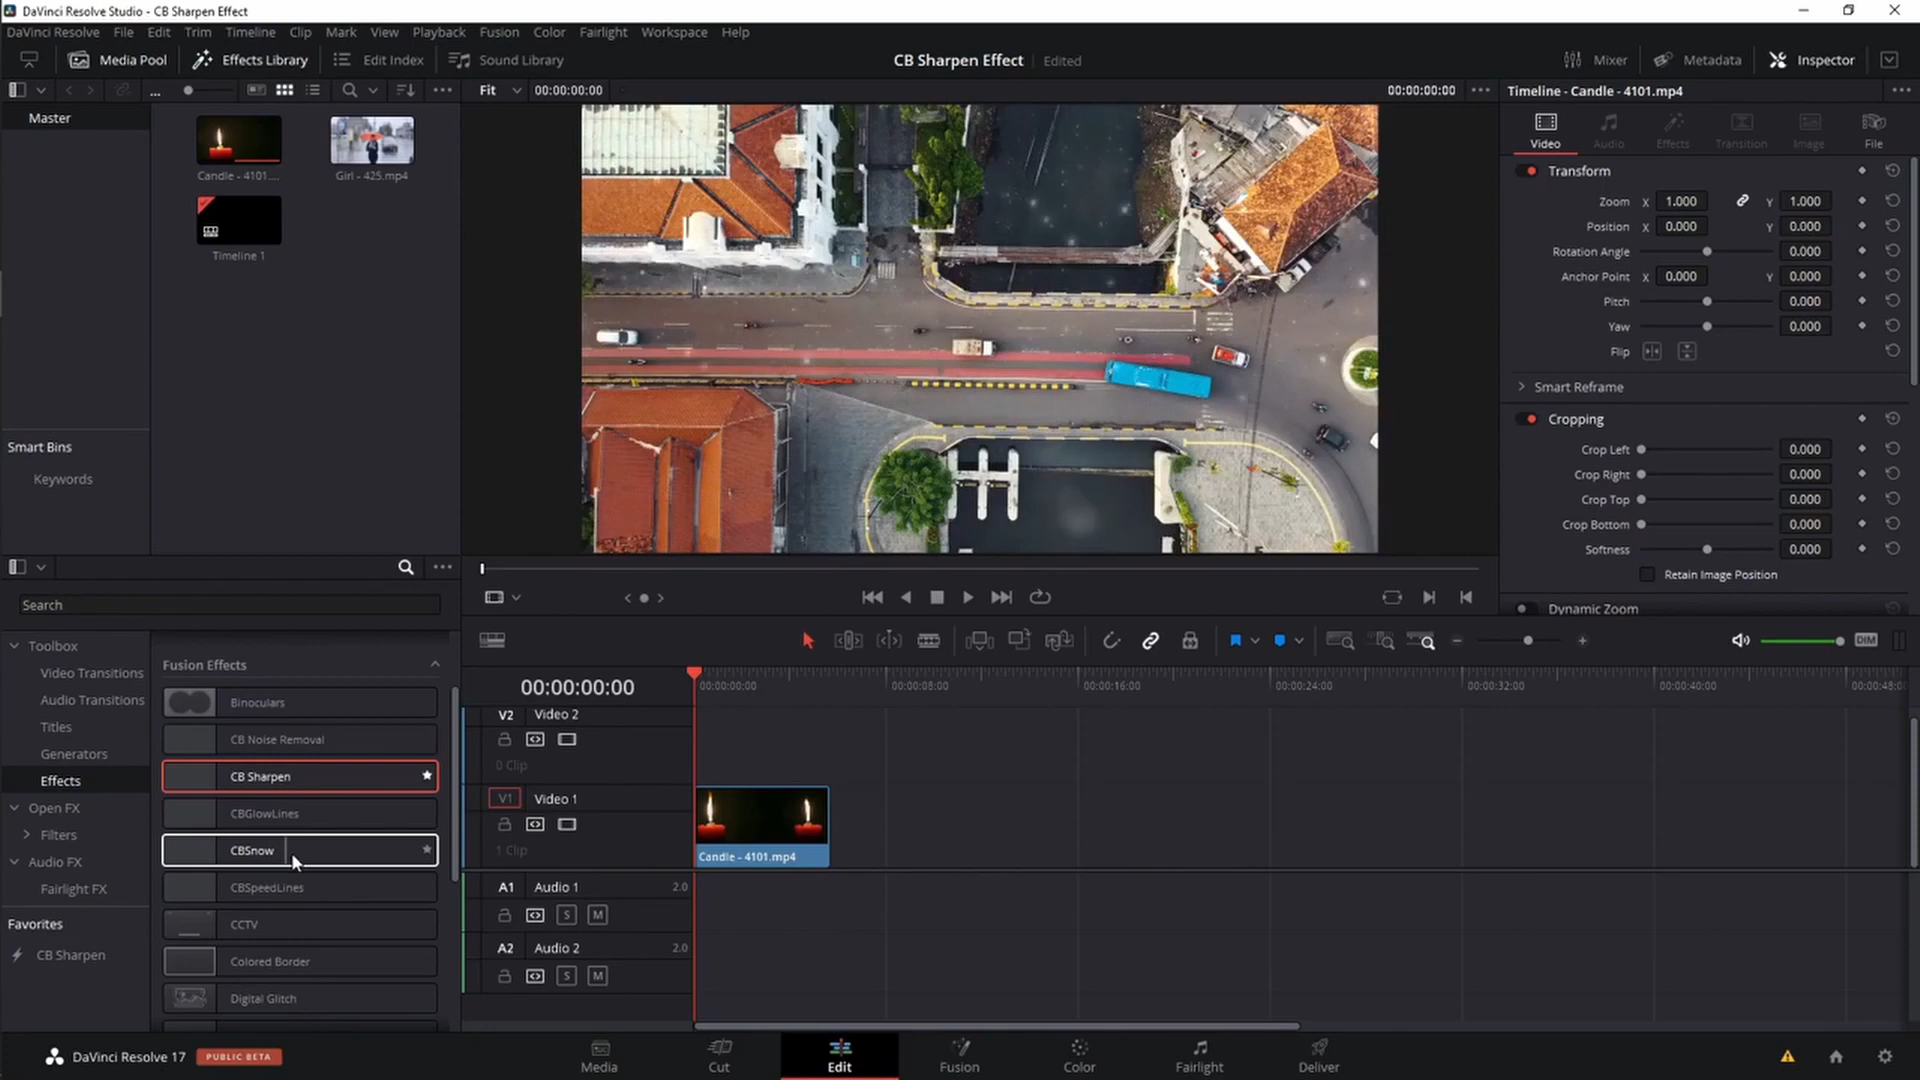 DaVinci Resolve Studio - CB Sharpen Effect
DaVinci Resolve File Edit Trim Timeline Clip Mark View Playback Fusion Color Fairlight Workspace Help
Media Pool Effects Library Edit Index Sound Library CB Sharpen Effect Edited Mixer Metadata Inspector
Fit 00:00:00:00 00:00:00:00 Timeline - Candle - 4101.mp4
Master
Candle - 4101....
Girl - 425.mp4
Timeline 1
Smart Bins
Keywords
Video Audio Effects Transition Image File
Transform
Zoom X 1.000 Y 1.000
Position X 0.000 Y 0.000
Rotation Angle 0.000
Anchor Point X 0.000 Y 0.000
Pitch 0.000
Yaw 0.000
Flip
Smart Reframe
Cropping
Crop Left 0.000
Crop Right 0.000
Crop Top 0.000
Crop Bottom 0.000
Softness 0.000
Retain Image Position
Dynamic Zoom
Search
Toolbox
Video Transitions
Audio Transitions
Titles
Generators
Effects
Open FX
Filters
Audio FX
Fairlight FX
Favorites
CB Sharpen
Fusion Effects
Binoculars
CB Noise Removal
CB Sharpen
CBGlowLines
CBSnow
CBSpeedLines
CCTV
Colored Border
Digital Glitch
DIM
00:00:00:00
00:00:00:00 00:00:08:00 00:00:16:00 00:00:24:00 00:00:32:00 00:00:40:00 00:00:48:0
V2 Video 2
0 Clip
V1 Video 1
1 Clip
Candle - 4101.mp4
A1 Audio 1 2.0
S M
A2 Audio 2 2.0
S M
DaVinci Resolve 17 PUBLIC BETA
Media Cut Edit Fusion Color Fairlight Deliver